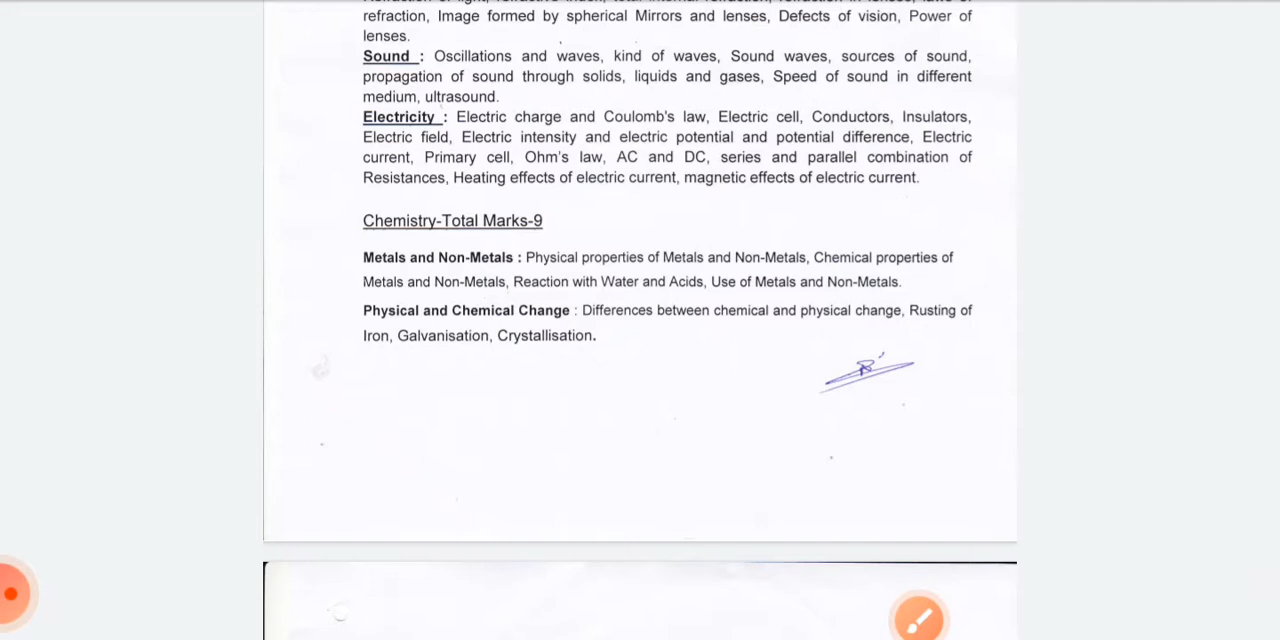 refraction, Image formed by spherical Mirrors and lenses, Defects of vision, Power of
lenses.
Sound : Oscillations and waves, kind of waves, Sound waves, sources of sound,
propagation of sound through solids, liquids and gases, Speed of sound in different
medium, ultrasound.
Electricity : Electric charge and Coulomb's law, Electric cell, Conductors, Insulators,
Electric field, Electric intensity and electric potential and potential difference, Electric
current, Primary cell, Ohm's law, AC and DC, series and parallel combination of
Resistances, Heating effects of electric current, magnetic effects of electric current.
Chemistry-Total Marks-9
Metals and Non-Metals : Physical properties of Metals and Non-Metals, Chemical properties of
Metals and Non-Metals, Reaction with Water and Acids, Use of Metals and Non-Metals.
Physical and Chemical Change : Differences between chemical and physical change, Rusting of
Iron, Galvanisation, Crystallisation.